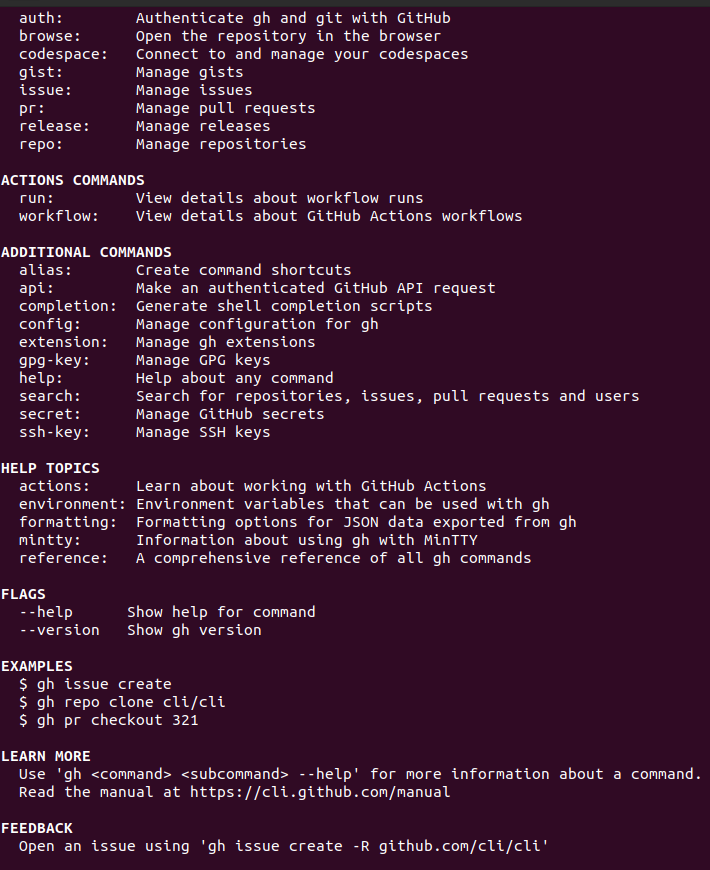 auth: Authenticate gh and git with GitHub
browse: Open the repository in the browser
codespace: Connect to and manage your codespaces
gist: Manage gists
issue: Manage issues
pr: Manage pull requests
release: Manage releases
repo: Manage repositories
ACTIONS COMMANDS
run: View details about workflow runs
workflow: View details about GitHub Actions workflows
ADDITIONAL COMMANDS
alias: Create command shortcuts
api: Make an authenticated GitHub API request
completion: Generate shell completion scripts
config: Manage configuration for gh
extension: Manage gh extensions
gpg-key: Manage GPG keys
help: Help about any command
search: Search for repositories, issues, pull requests and users
secret: Manage GitHub secrets
ssh-key: Manage SSH keys
HELP TOPICS
actions: Learn about working with GitHub Actions
environment: Environment variables that can be used with gh
formatting: Formatting options for JSON data exported from gh
mintty: Information about using gh with MinTTY
reference: A comprehensive reference of all gh commands
FLAGS
--help Show help for command
--version Show gh version
EXAMPLES
$ gh issue create
$ gh repo clone cli/cli
$ gh pr checkout 321
LEARN MORE
Use 'gh <command> <subcommand> --help' for more information about a command.
Read the manual at https://cli.github.com/manual
FEEDBACK
Open an issue using 'gh issue create -R github.com/cli/cli'